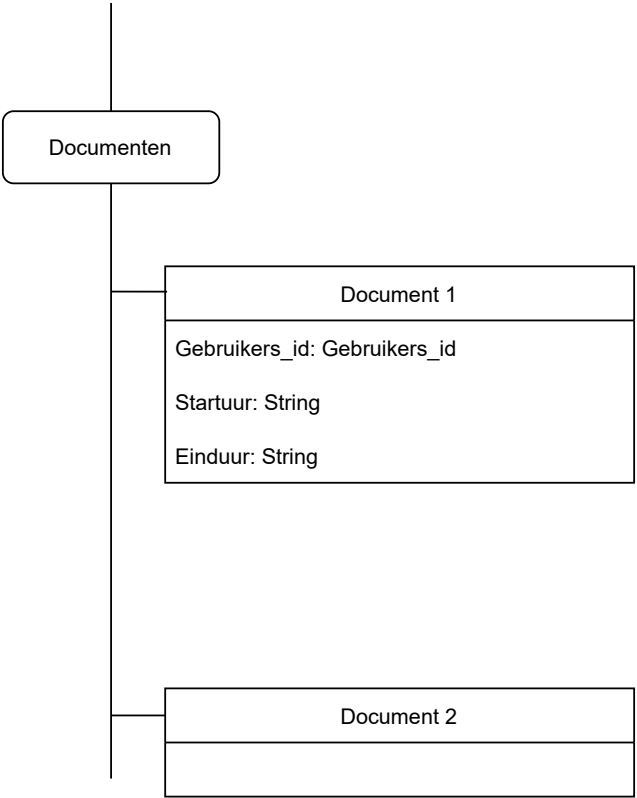 Documenten
Document 1
Gebruikers_id: Gebruikers_id
Startuur: String
Einduur: String
Document 2